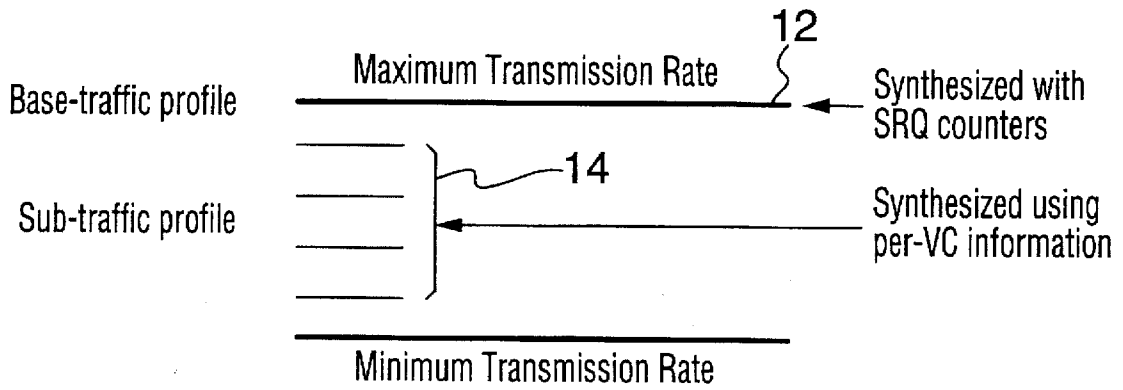 12
Maximum Transmission Rate
Base-traffic profile
Synthesized with
SRQ counters
14
Sub-traffic profile
Synthesized using
per-VC information
Minimum Transmission Rate